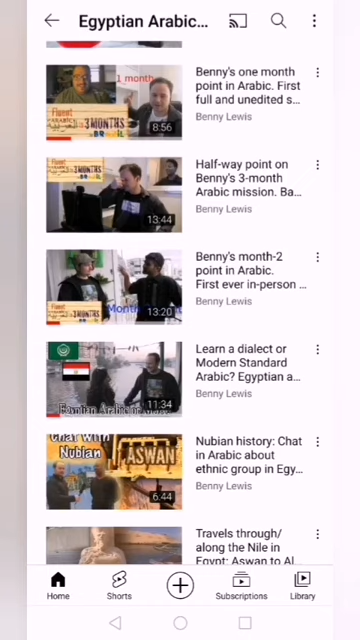 Egyptian Arabic...
1 month
Fluent
3 MONTHS
8:56
Benny's one month
point in Arabic. First
full and unedited s...
Benny Lewis
13:44
Half-way point on
Benny's 3-month
Arabic mission. Ba...
Benny Lewis
Fluent
3 MONTHS
Month
13:20
Benny's month-2
point in Arabic.
First ever in-person ...
Benny Lewis
11:34
Learn a dialect or
Modern Standard
Arabic? Egyptian a...
Benny Lewis
Chat with
Nubian
ASWAN
6:44
Nubian history: Chat
in Arabic about
ethnic group in Egy...
Benny Lewis
Travels through/
along the Nile in
Egypt: Aswan to Al...
Home
Shorts
Subscriptions
Library